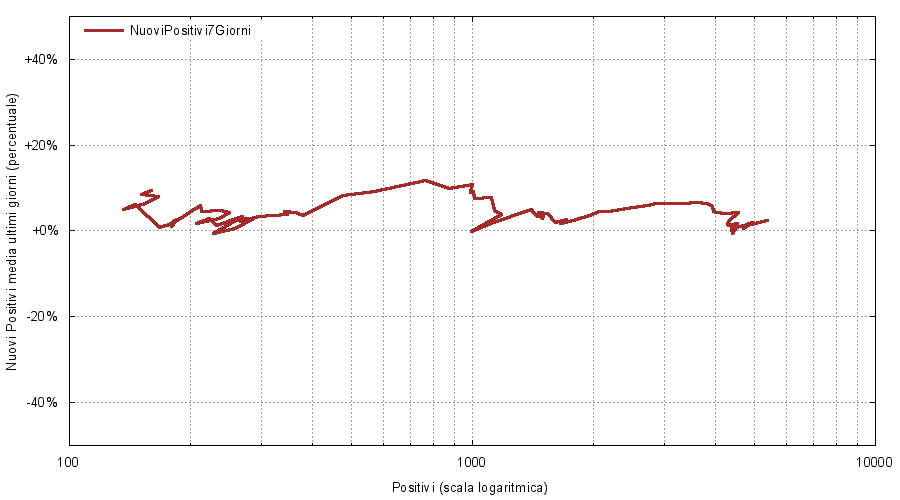 NuoviPositivi7Giorni
+40%
+20%
+0%
-20%
-40%
Nuovi Positivi media ultimi giorni (percentuale)
100
1000
10000
Positivi (scala logaritmica)